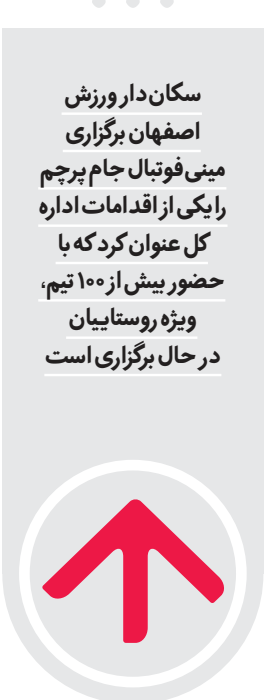 سکان‌دار ورزش
اصفهان برگزاری
مینی‌فوتبال جام پرچم
را یکی از اقدامات اداره
کل عنوان کرد که با
حضور بیش از ۱۰۰ تیم،
ویژه روستاییان
در حال برگزاری است